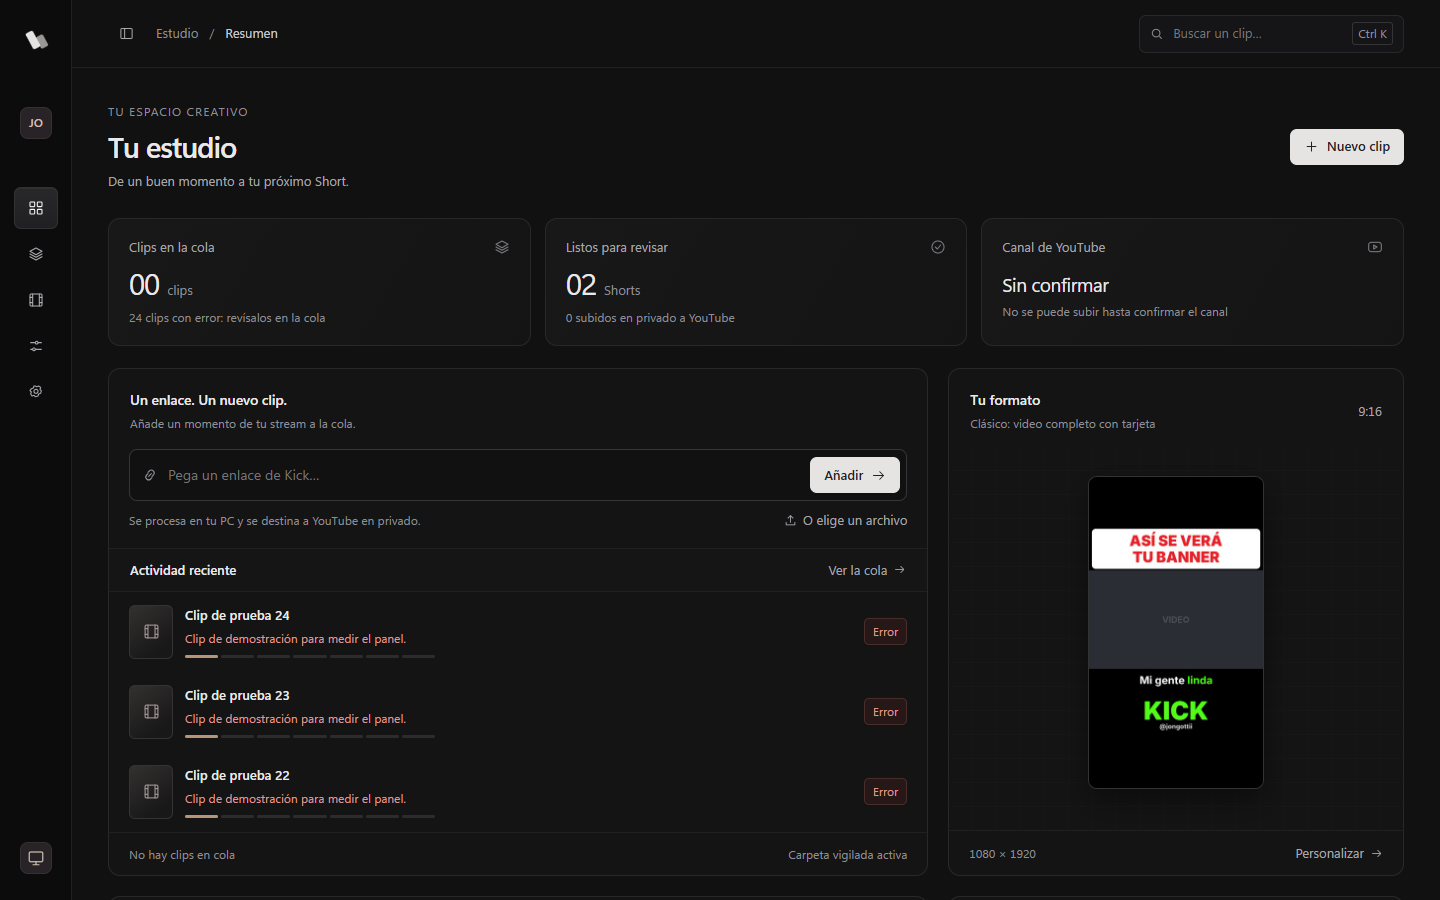 Estudio / Resumen
Buscar un clip...
Ctrl K
JO
TU ESPACIO CREATIVO
Tu estudio
De un buen momento a tu próximo Short.
Nuevo clip
Clips en la cola
00 clips
24 clips con error: revísalos en la cola
Listos para revisar
02 Shorts
0 subidos en privado a YouTube
Canal de YouTube
Sin confirmar
No se puede subir hasta confirmar el canal
Un enlace. Un nuevo clip.
Añade un momento de tu stream a la cola.
Pega un enlace de Kick...
Añadir
Se procesa en tu PC y se destina a YouTube en privado.
O elige un archivo
Actividad reciente
Ver la cola
Clip de prueba 24
Clip de demostración para medir el panel.
Error
Clip de prueba 23
Clip de demostración para medir el panel.
Error
Clip de prueba 22
Clip de demostración para medir el panel.
Error
No hay clips en cola
Carpeta vigilada activa
Tu formato
Clásico: video completo con tarjeta
9:16
ASÍ SE VERÁ
TU BANNER
VIDEO
Mi gente linda
KICK
@jongottii
1080 × 1920
Personalizar